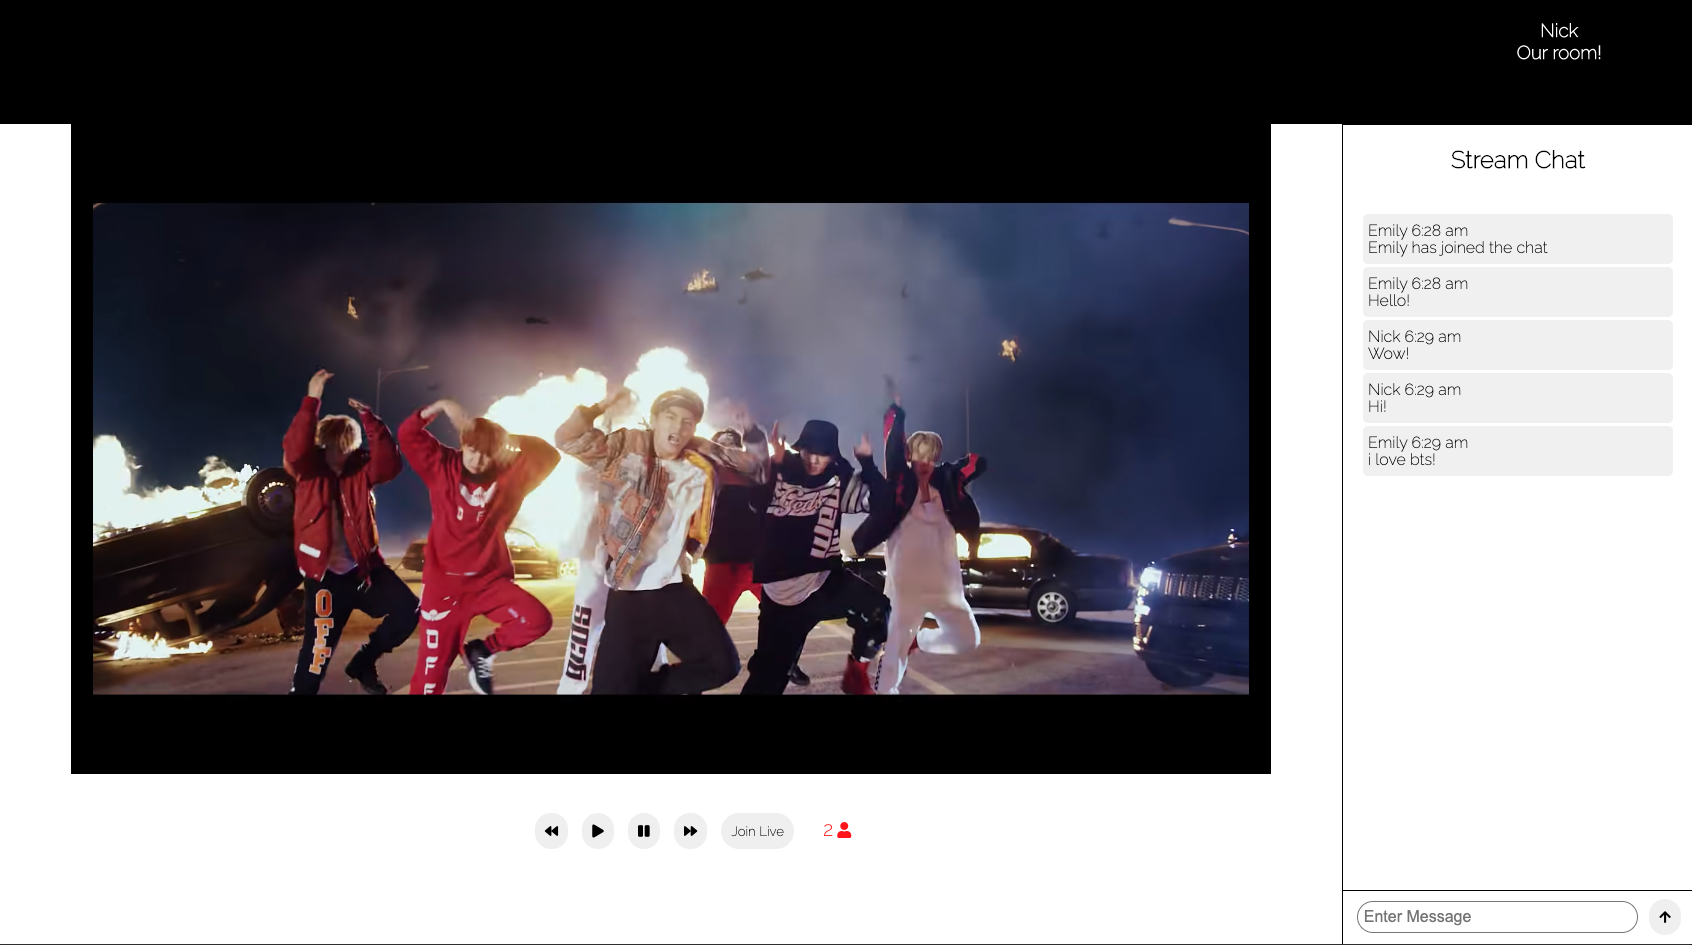 Nick
Our room!
Stream Chat
Emily 6:28 am
Emily has joined the chat
Emily 6:28 am
Hello!
Nick 6:29 am
Wow!
Nick 6:29 am
Hi!
Emily 6:29 am
i love bts!
OFF
OFF
Join Live
2
Enter Message